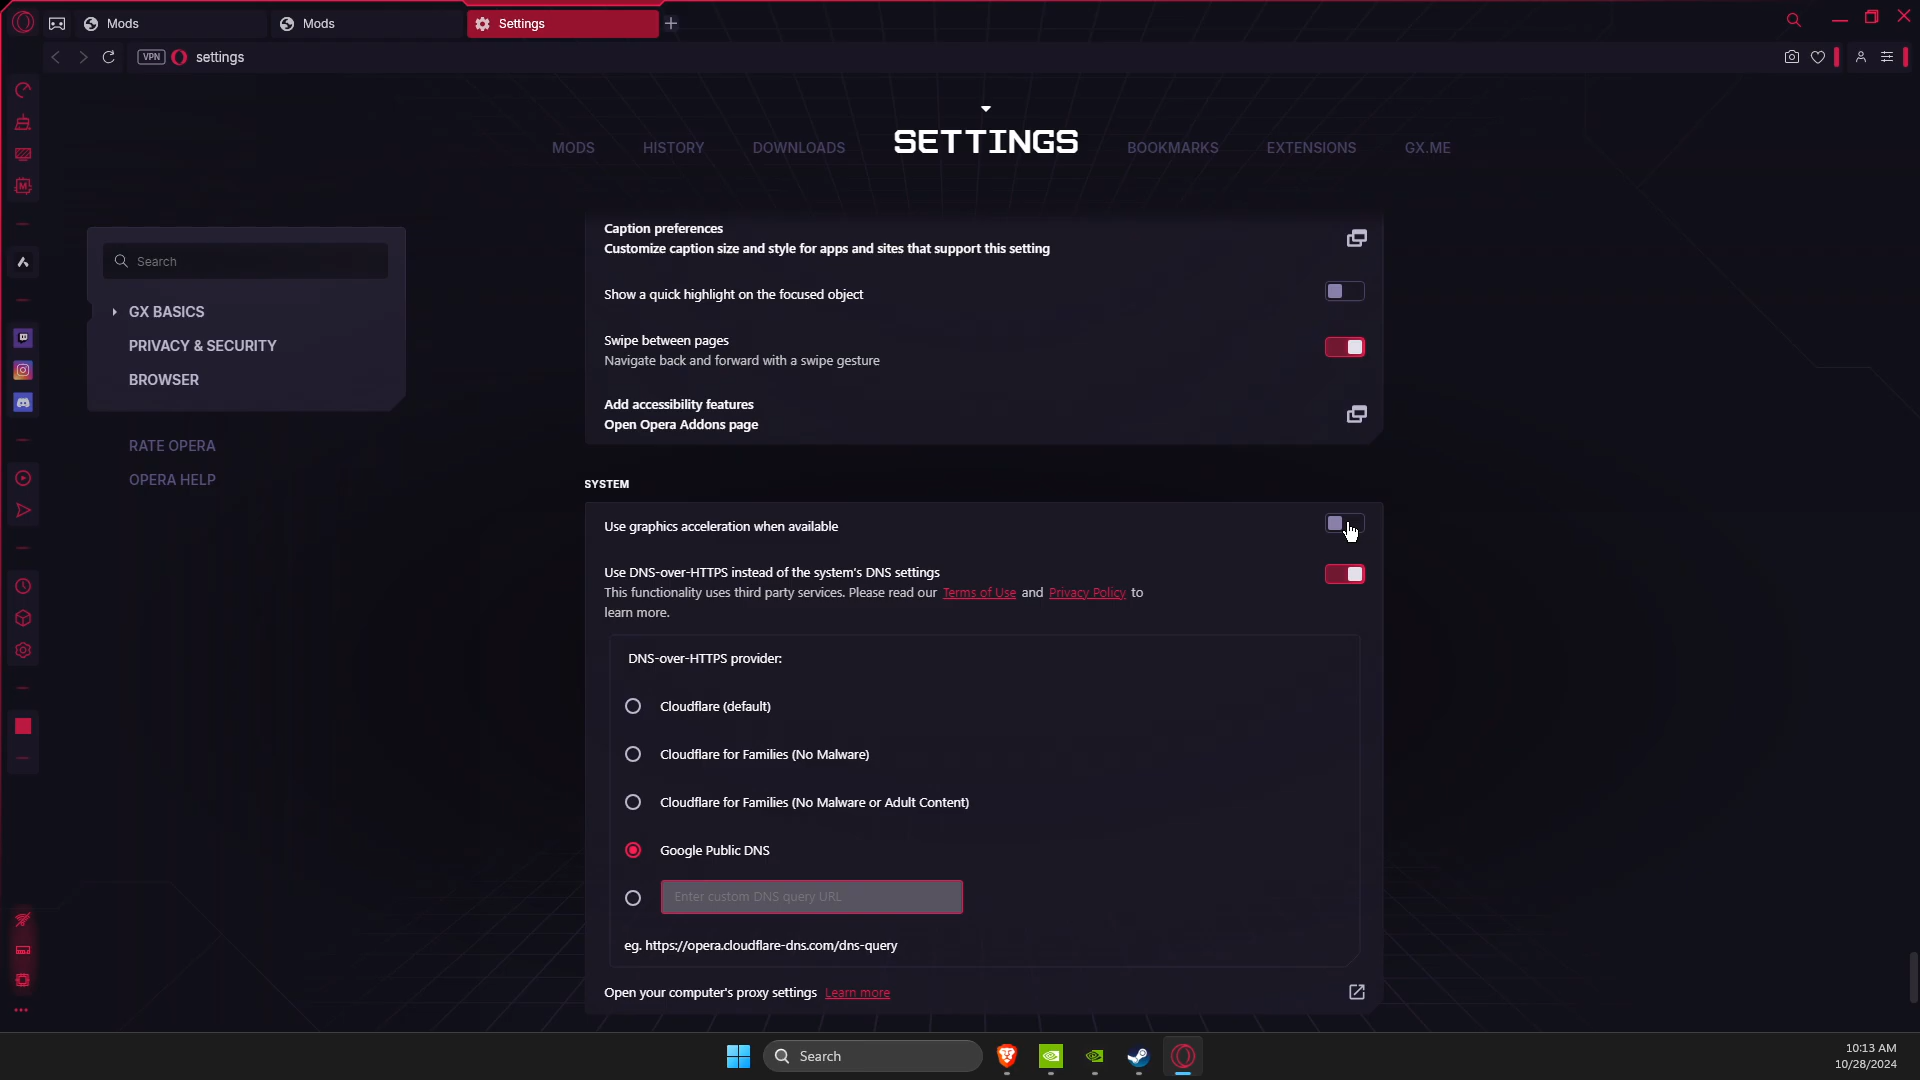 Mods
Mods
Settings
VPN
settings
MODS
HISTORY
DOWNLOADS
SETTINGS
BOOKMARKS
EXTENSIONS
GX.ME
Search
GX BASICS
PRIVACY & SECURITY
BROWSER
RATE OPERA
OPERA HELP
Caption preferences
Customize caption size and style for apps and sites that support this setting
Show a quick highlight on the focused object
Swipe between pages
Navigate back and forward with a swipe gesture
Add accessibility features
Open Opera Addons page
SYSTEM
Use graphics acceleration when available
Use DNS-over-HTTPS instead of the system's DNS settings
This functionality uses third party services. Please read our Terms of Use and Privacy Policy to
learn more.
DNS-over-HTTPS provider:
Cloudflare (default)
Cloudflare for Families (No Malware)
Cloudflare for Families (No Malware or Adult Content)
Google Public DNS
Enter custom DNS query URL
eg. https://opera.cloudflare-dns.com/dns-query
Open your computer's proxy settings Learn more
Search
10:13 AM
10/28/2024